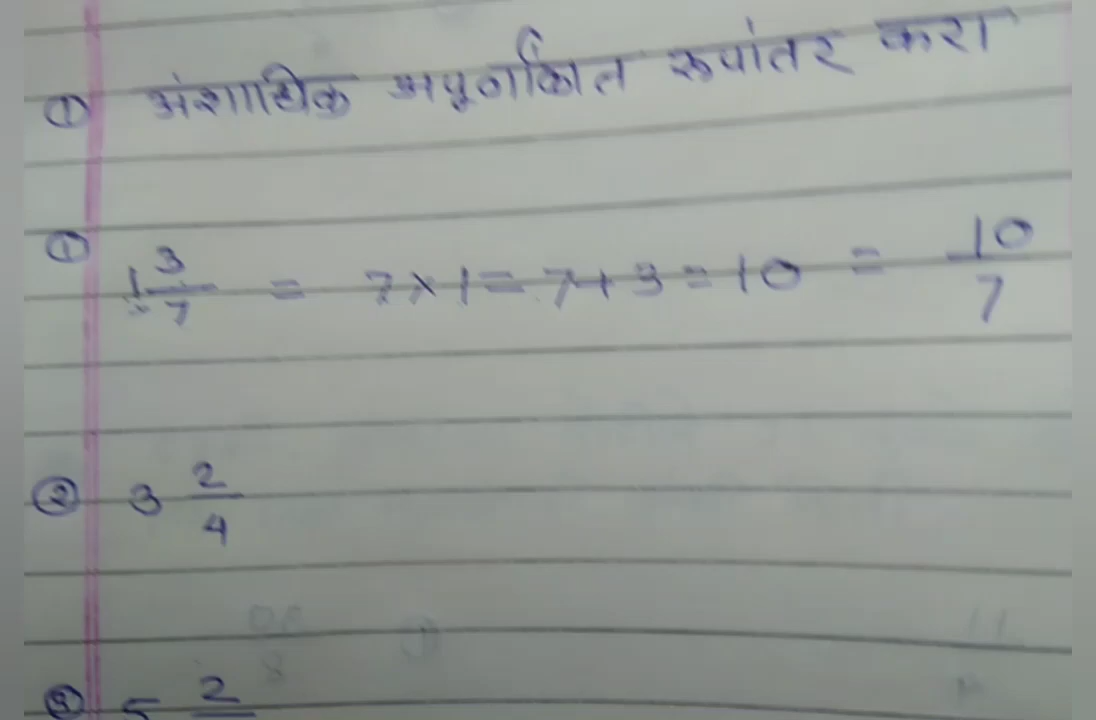 ① अंशाधिक अपूर्णांकात रुपांतर करा
① 1 3/7 = 7 × 1 = 7 + 3 = 10 = 10/7
② 3 2/4
③ 5 2